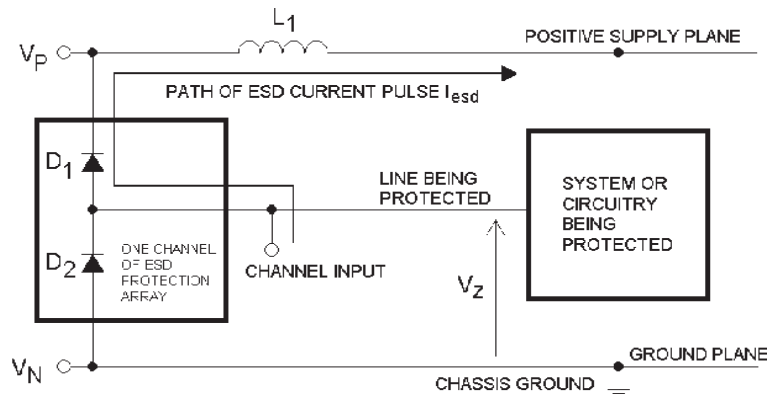 L1
VP
POSITIVE SUPPLY PLANE
PATH OF ESD CURRENT PULSE Iesd
D1
LINE BEING
PROTECTED
SYSTEM OR
CIRCUITRY
BEING
PROTECTED
D2
ONE CHANNEL
OF ESD
PROTECTION
ARRAY
CHANNEL INPUT
VZ
VN
GROUND PLANE
CHASSIS GROUND